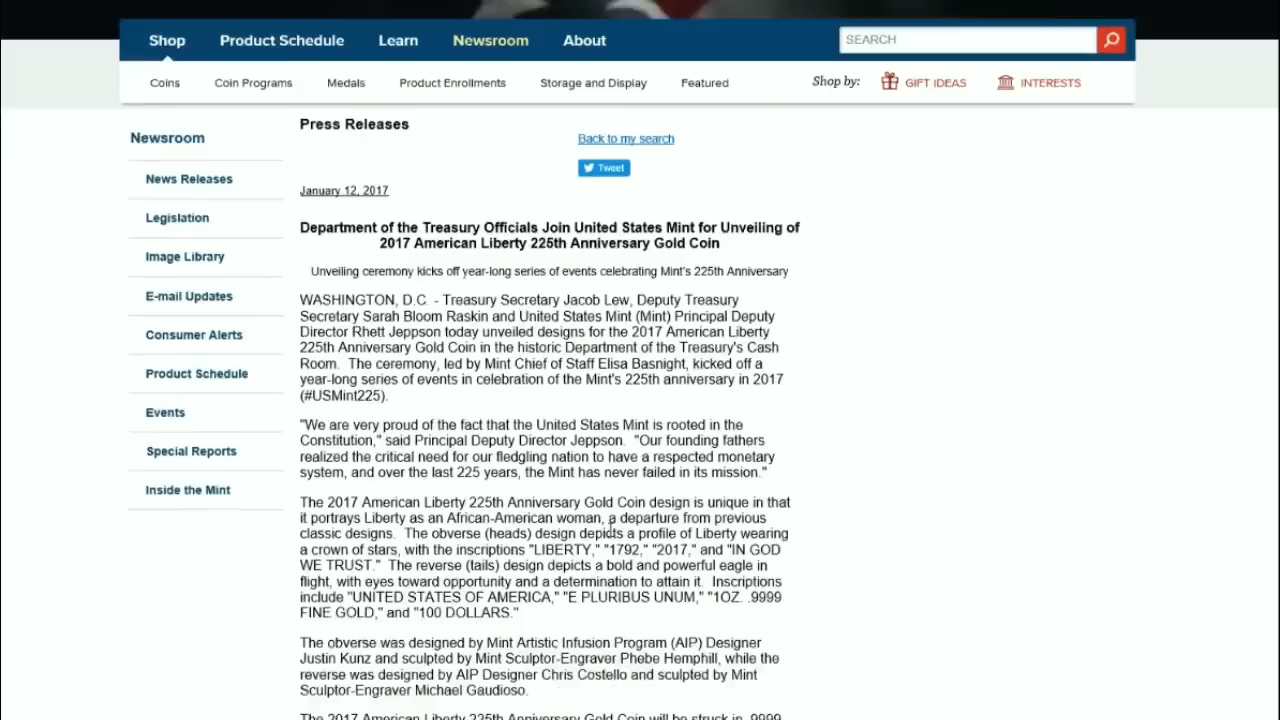 Shop Product Schedule Learn Newsroom About SEARCH
Coins Coin Programs Medals Product Enrollments Storage and Display Featured Shop by: GIFT IDEAS INTERESTS
Newsroom
News Releases
Legislation
Image Library
E-mail Updates
Consumer Alerts
Product Schedule
Events
Special Reports
Inside the Mint
Press Releases
Back to my search
Tweet
January 12, 2017
Department of the Treasury Officials Join United States Mint for Unveiling of
2017 American Liberty 225th Anniversary Gold Coin
Unveiling ceremony kicks off year-long series of events celebrating Mint's 225th Anniversary
WASHINGTON, D.C. - Treasury Secretary Jacob Lew, Deputy Treasury
Secretary Sarah Bloom Raskin and United States Mint (Mint) Principal Deputy
Director Rhett Jeppson today unveiled designs for the 2017 American Liberty
225th Anniversary Gold Coin in the historic Department of the Treasury's Cash
Room. The ceremony, led by Mint Chief of Staff Elisa Basnight, kicked off a
year-long series of events in celebration of the Mint's 225th anniversary in 2017
(#USMint225).
"We are very proud of the fact that the United States Mint is rooted in the
Constitution," said Principal Deputy Director Jeppson. "Our founding fathers
realized the critical need for our fledgling nation to have a respected monetary
system, and over the last 225 years, the Mint has never failed in its mission."
The 2017 American Liberty 225th Anniversary Gold Coin design is unique in that
it portrays Liberty as an African-American woman, a departure from previous
classic designs. The obverse (heads) design depicts a profile of Liberty wearing
a crown of stars, with the inscriptions "LIBERTY," "1792," "2017," and "IN GOD
WE TRUST." The reverse (tails) design depicts a bold and powerful eagle in
flight, with eyes toward opportunity and a determination to attain it. Inscriptions
include "UNITED STATES OF AMERICA," "E PLURIBUS UNUM," "1OZ. .9999
FINE GOLD," and "100 DOLLARS."
The obverse was designed by Mint Artistic Infusion Program (AIP) Designer
Justin Kunz and sculpted by Mint Sculptor-Engraver Phebe Hemphill, while the
reverse was designed by AIP Designer Chris Costello and sculpted by Mint
Sculptor-Engraver Michael Gaudioso.
The 2017 American Liberty 225th Anniversary Gold Coin will be struck in .9999